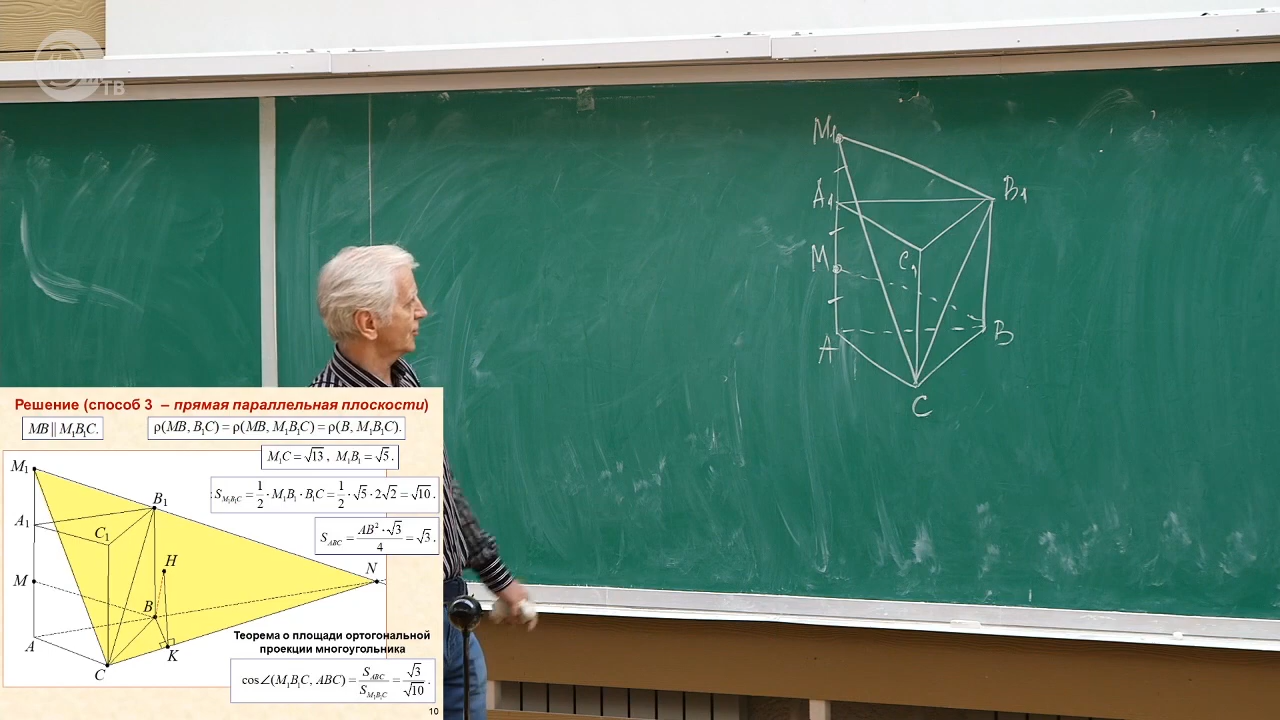 ТВ
M₁
A₁
B₁
M
C₁
A
B
C
Решение (способ 3 – прямая параллельная плоскости)
MB || M₁B₁C.
ρ(MB, B₁C) = ρ(MB, M₁B₁C) = ρ(B, M₁B₁C).
M₁C = √13 , M₁B₁ = √5 .
: S_{M₁B₁C} = 1/2 · M₁B₁ · B₁C = 1/2 · √5 · 2√2 = √10 .
S_{ABC} = AB² · √3 / 4 = √3 .
M₁
B₁
A₁
C₁
H
N
M
B
A
K
C
Теорема о площади ортогональной
проекции многоугольника
cos∠(M₁B₁C, ABC) = S_{ABC} / S_{M₁B₁C} = √3 / √10 .
10